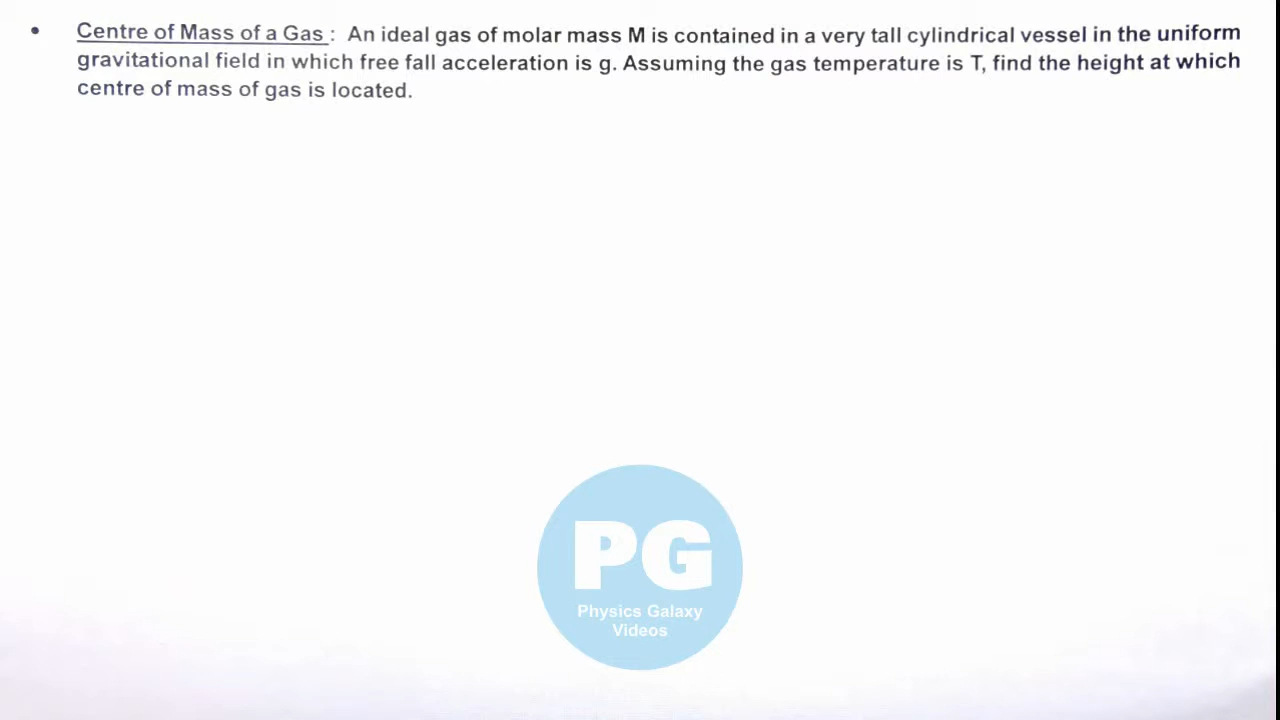 • Centre of Mass of a Gas : An ideal gas of molar mass M is contained in a very tall cylindrical vessel in the uniform
gravitational field in which free fall acceleration is g. Assuming the gas temperature is T, find the height at which
centre of mass of gas is located.
PG
Physics Galaxy
Videos